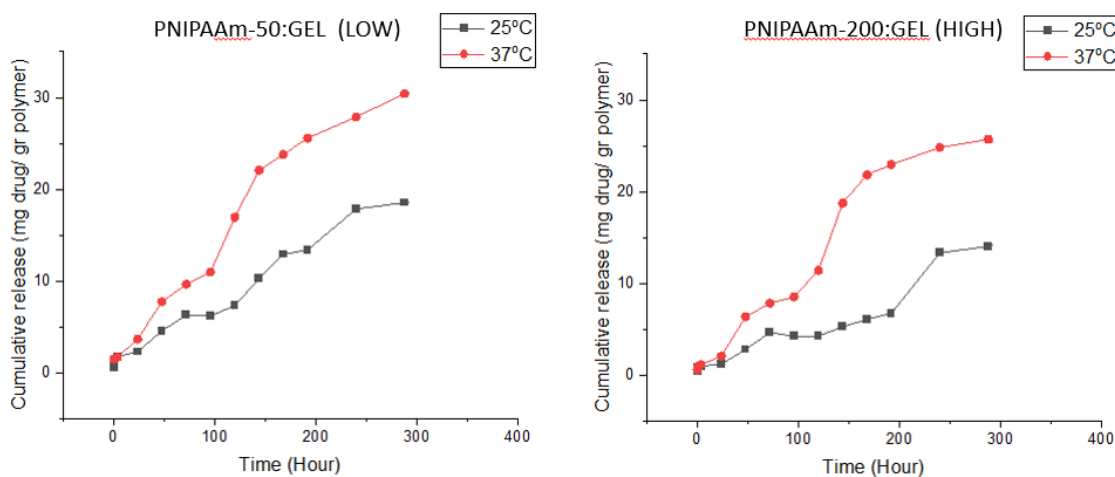 PNIPAAm-50:GEL (LOW)
25ºC
37ºC
Cumulative release (mg drug/ gr polymer)
30
20
10
0
0 100 200 300 400
Time (Hour)
PNIPAAm-200:GEL (HIGH)
25ºC
37ºC
Cumulative release (mg drug/ gr polymer)
30
20
10
0
0 100 200 300 400
Time (Hour)